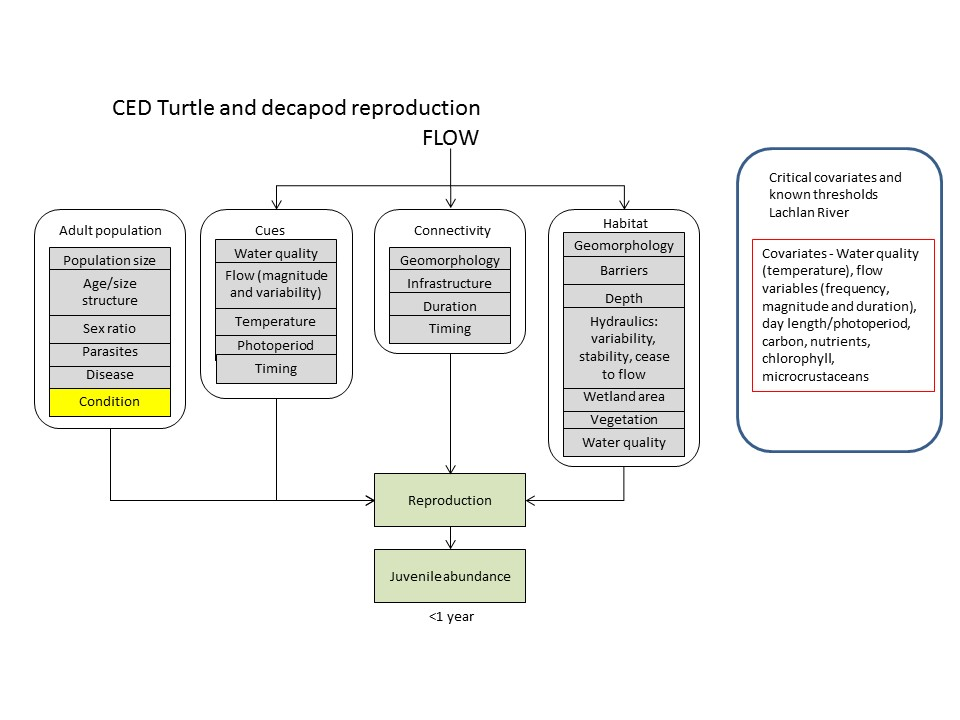 CED Turtle and decapod reproduction
FLOW
Adult population
Population size
Age/size
structure
Sex ratio
Parasites
Disease
Condition
Cues
Water quality
Flow (magnitude
and variability)
Temperature
Photoperiod
Timing
Connectivity
Geomorphology
Infrastructure
Duration
Timing
Habitat
Geomorphology
Barriers
Depth
Hydraulics:
variability,
stability, cease
to flow
Wetland area
Vegetation
Water quality
Critical covariates and
known thresholds
Lachlan River
Covariates - Water quality
(temperature), flow
variables (frequency,
magnitude and duration),
day length/photoperiod,
carbon, nutrients,
chlorophyll,
microcrustaceans
Reproduction
Juvenile abundance
<1 year